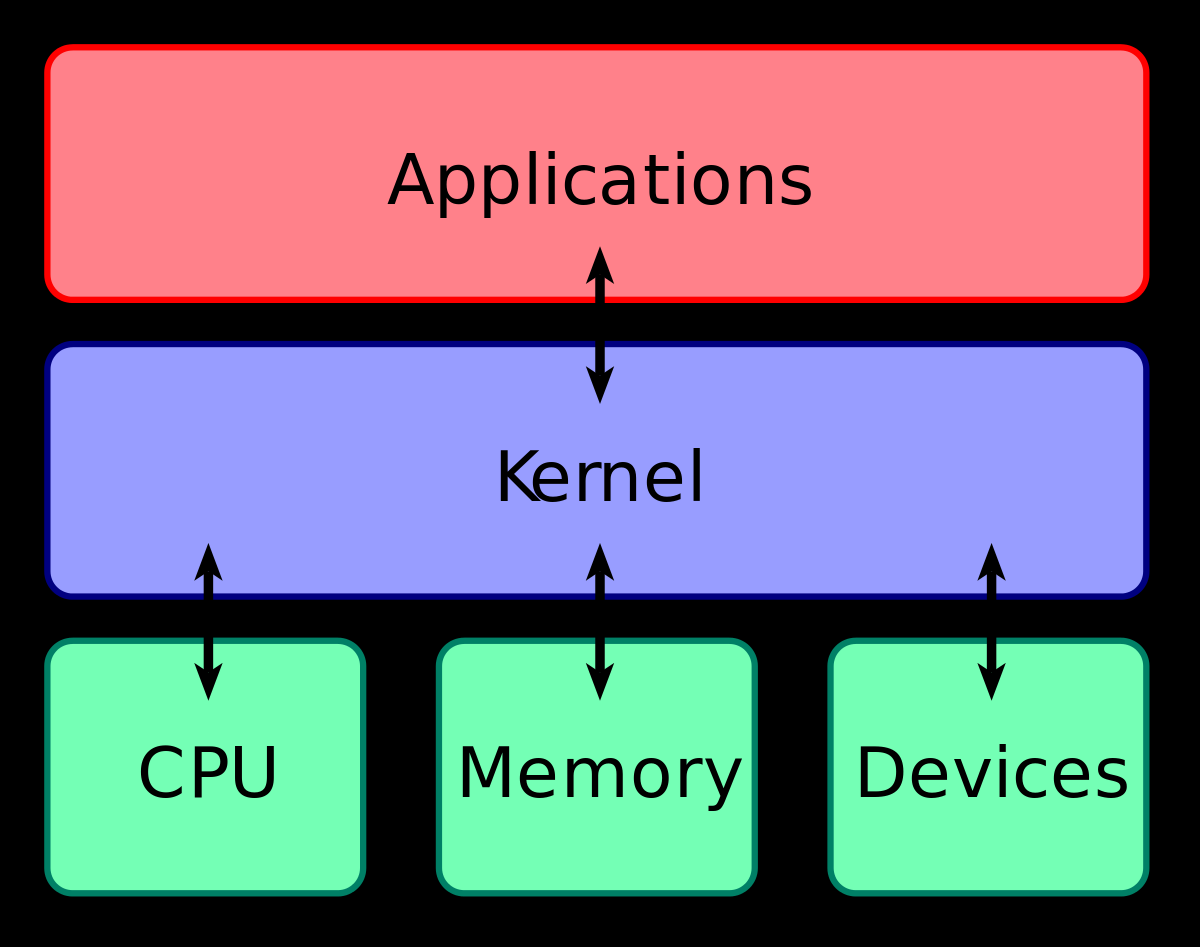 Applications
Kernel
CPU
Memory
Devices